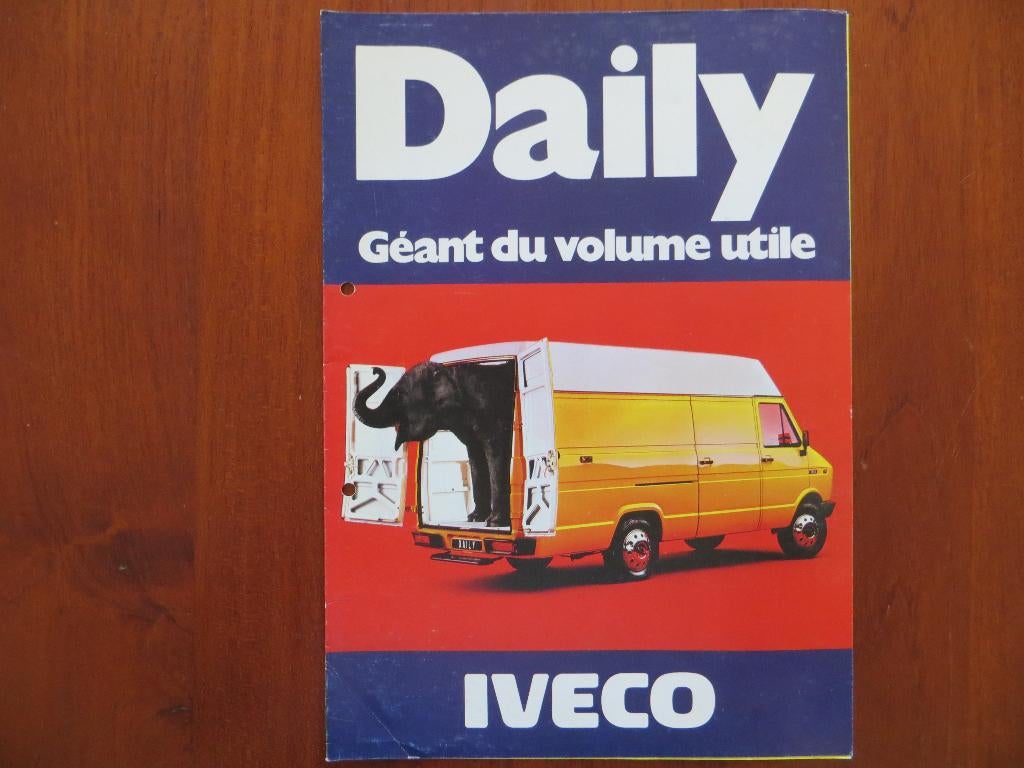 Daily
Géant du volume utile
DAILY
IVECO